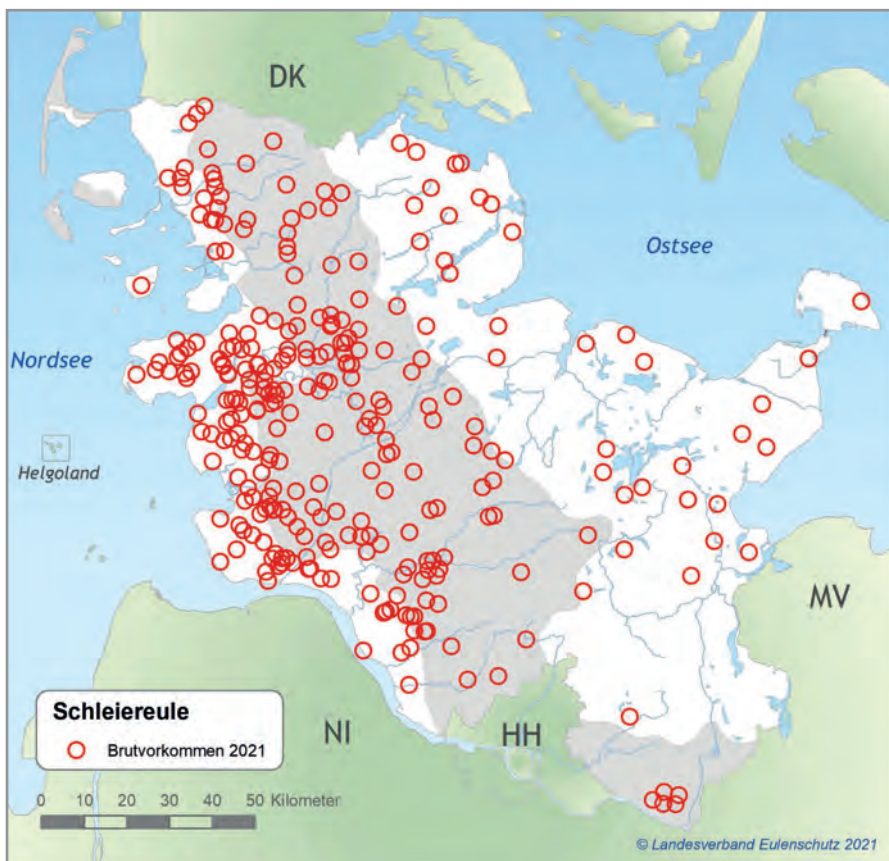 DK
Ostsee
Nordsee
Helgoland
MV
Schleiereule
Brutvorkommen 2021
NI
HH
0 10 20 30 40 50 Kilometer
© Landesverband Eulenschutz 2021